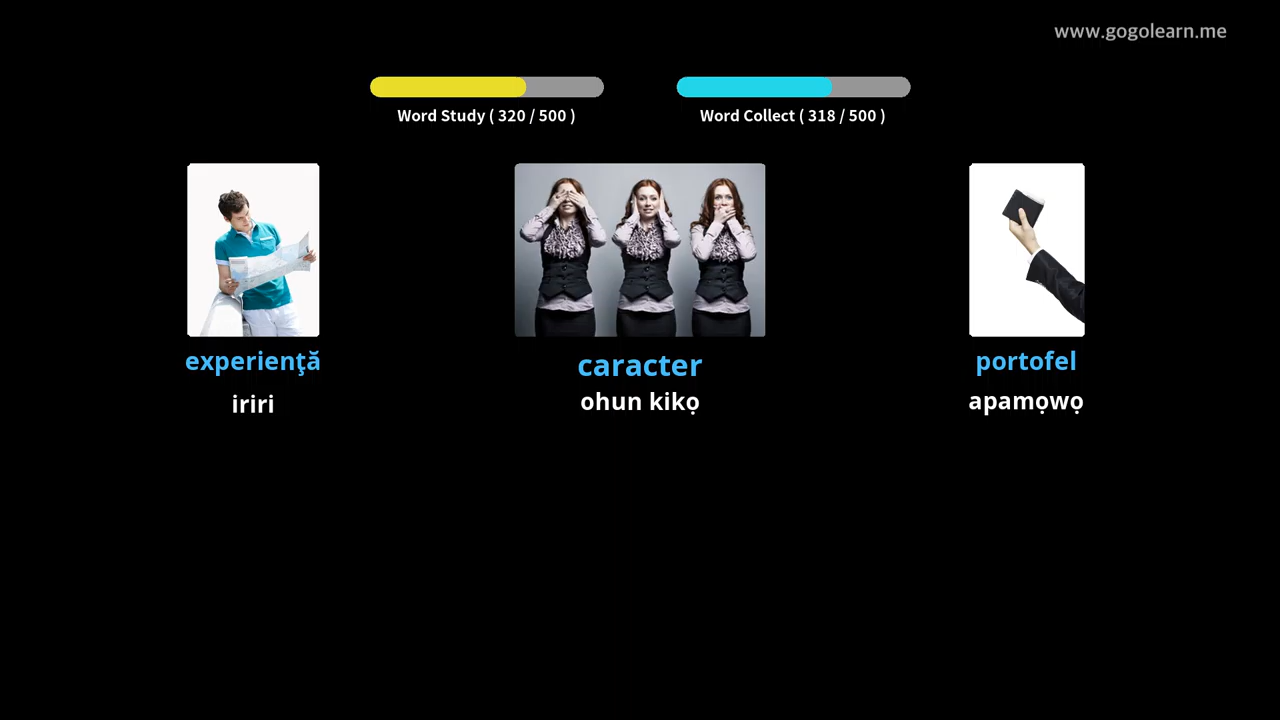 www.gogolearn.me
Word Study ( 320 / 500 )
Word Collect ( 318 / 500 )
experienţă
caracter
portofel
iriri
ohun kikọ
apamọwọ